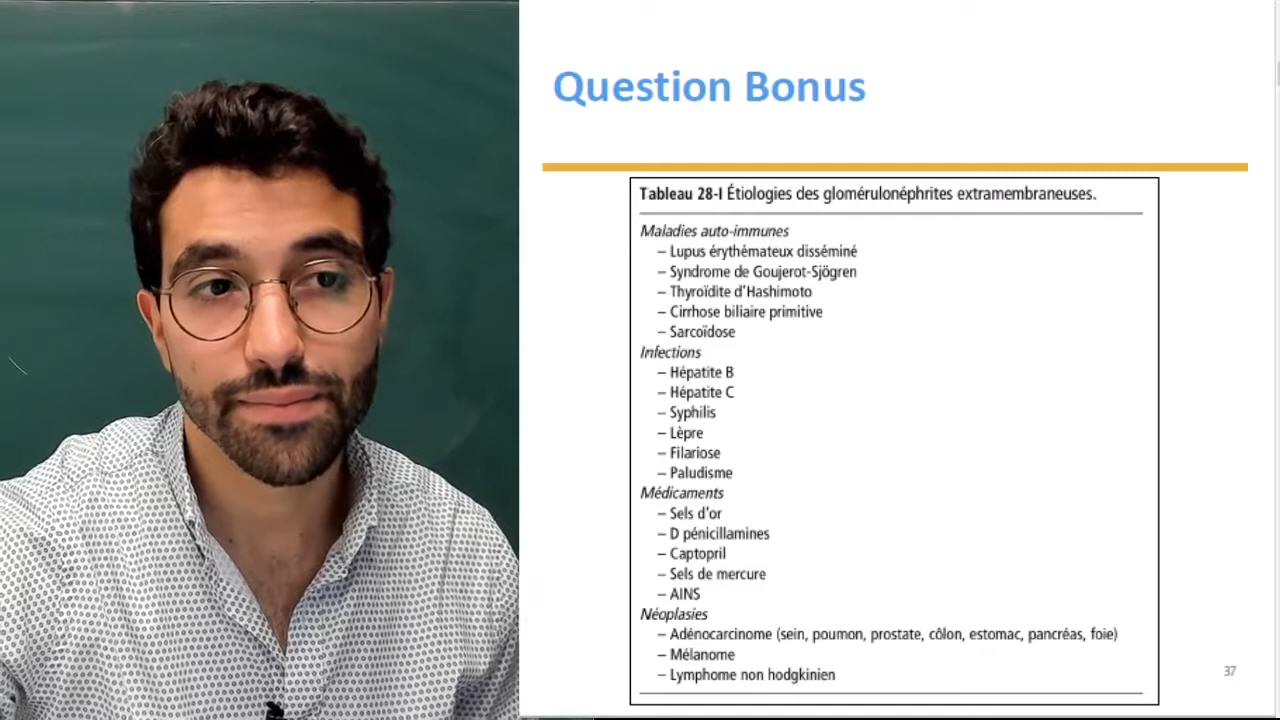 Question Bonus
Tableau 28-I Étiologies des glomérulonéphrites extramembraneuses.
Maladies auto-immunes
– Lupus érythémateux disséminé
– Syndrome de Goujerot-Sjögren
– Thyroïdite d'Hashimoto
– Cirrhose biliaire primitive
– Sarcoïdose
Infections
– Hépatite B
– Hépatite C
– Syphilis
– Lèpre
– Filariose
– Paludisme
Médicaments
– Sels d'or
– D pénicillamines
– Captopril
– Sels de mercure
– AINS
Néoplasies
– Adénocarcinome (sein, poumon, prostate, côlon, estomac, pancréas, foie)
– Mélanome
– Lymphome non hodgkinien
37